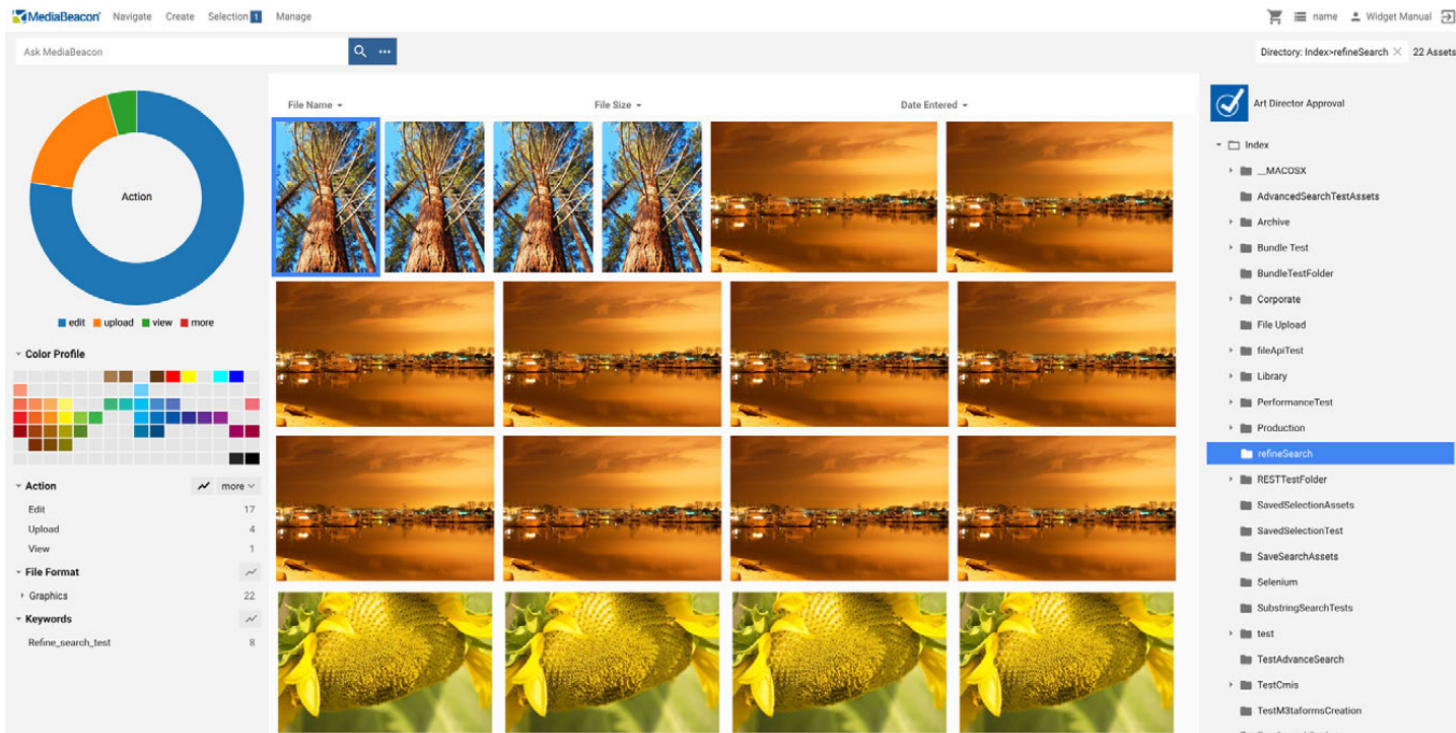 MediaBeacon Navigate Create Selection 1 Manage name Widget Manual
Ask MediaBeacon Directory: Index>refineSearch 22 Assets
Action
edit upload view more
Color Profile
Action more
Edit 17
Upload 4
View 1
File Format
Graphics 22
Keywords
Refine_search_test 8
File Name File Size Date Entered
Art Director Approval
Index
__MACOSX
AdvancedSearchTestAssets
Archive
Bundle Test
BundleTestFolder
Corporate
File Upload
fileApiTest
Library
PerformanceTest
Production
refineSearch
RESTTestFolder
SavedSelectionAssets
SavedSelectionTest
SaveSearchAssets
Selenium
SubstringSearchTests
test
TestAdvanceSearch
TestCmis
TestM3taformsCreation